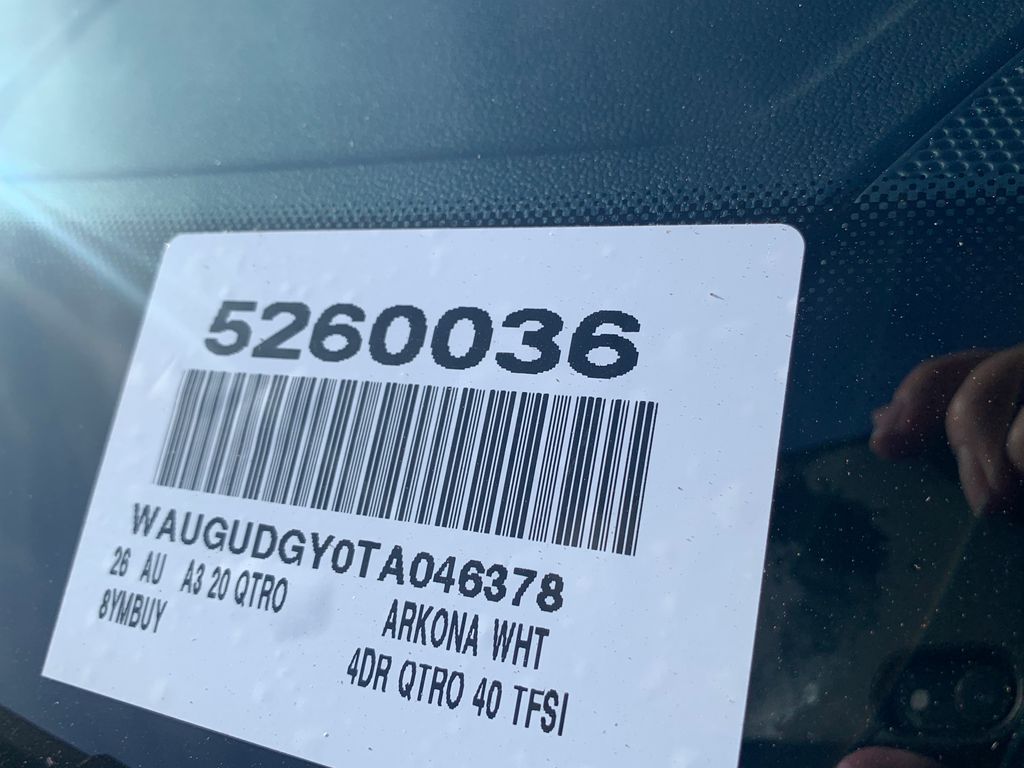 5260036
WAUGUDGY0TA046378
26 AU A3 20 QTRO
ARKONA WHT
8YMBUY
4DR QTRO 40 TFSI